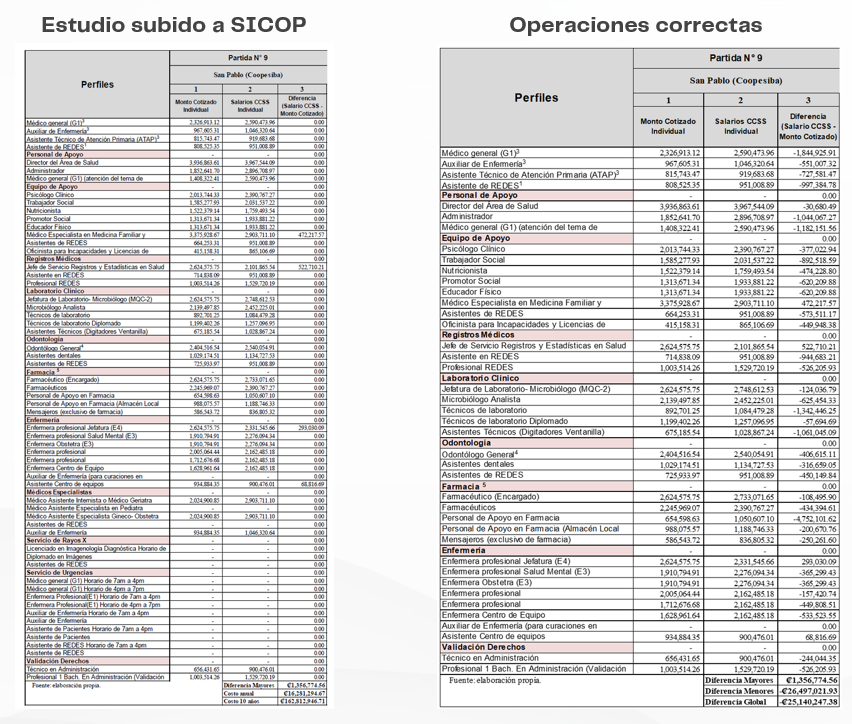 Estudio subido a SICOP
Perfiles
Partida N° 9
San Pablo (Coopesiba)
1 2 3
Monto Cotizado Individual Salarios CCSS Individual Diferencia (Salario CCSS - Monto Cotizado)
Médico general (G1)³ 2,326,913.12 2,590,473.96 0.00
Auxiliar de Enfermería³ 967,605.31 1,046,320.64 0.00
Asistente Técnico de Atención Primaria (ATAP)³ 815,743.47 919,683.68 0.00
Asistente de REDES¹ 808,525.35 951,008.89 0.00
Personal de Apoyo - - 0.00
Director del Área de Salud 3,936,863.61 3,967,544.09 0.00
Administrador 1,852,641.70 2,896,708.97 0.00
Médico general (G1) (atención del tema de 1,408,322.41 2,590,473.96 0.00
Equipo de Apoyo - - 0.00
Psicólogo Clínico 2,013,744.33 2,390,767.27 0.00
Trabajador Social 1,585,277.93 2,031,537.22 0.00
Nutricionista 1,522,379.14 1,759,493.54 0.00
Promotor Social 1,313,671.34 1,933,881.22 0.00
Educador Físico 1,313,671.34 1,933,881.22 0.00
Médico Especialista en Medicina Familiar y 3,375,928.67 2,903,711.10 472,217.57
Asistentes de REDES 664,253.31 951,008.89 0.00
Oficinista para Incapacidades y Licencias de 415,158.31 865,106.69 0.00
Registros Médicos - - 0.00
Jefe de Servicio Registros y Estadísticas en Salud 2,624,575.75 2,101,865.54 522,710.21
Asistente en REDES 714,838.09 951,008.89 0.00
Profesional REDES 1,003,514.26 1,529,720.19 0.00
Laboratorio Clínico - - 0.00
Jefatura de Laboratorio- Microbiólogo (MQC-2) 2,624,575.75 2,748,612.53 0.00
Microbiólogo Analista 2,139,497.85 2,452,225.01 0.00
Técnicos de laboratorio 892,701.25 1,084,479.28 0.00
Técnicos de laboratorio Diplomado 1,199,402.26 1,257,096.95 0.00
Asistentes Técnicos (Digitadores Ventanilla) 675,185.54 1,028,867.24 0.00
Odontología - - 0.00
Odontólogo General⁴ 2,404,516.54 2,540,054.91 0.00
Asistentes dentales 1,029,174.51 1,134,727.53 0.00
Asistentes de REDES 725,933.97 951,008.89 0.00
Farmacia ⁵ - - 0.00
Farmacéutico (Encargado) 2,624,575.75 2,733,071.65 0.00
Farmacéuticos 2,245,969.07 2,390,767.27 0.00
Personal de Apoyo en Farmacia 654,598.63 1,050,607.10 0.00
Personal de Apoyo en Farmacia (Almacén Local 988,075.57 1,188,746.33 0.00
Mensajeros (exclusivo de farmacia) 586,543.72 836,805.32 0.00
Enfermería - - 0.00
Enfermera profesional Jefatura (E4) 2,624,575.75 2,331,545.66 293,030.09
Enfermera profesional Salud Mental (E3) 1,910,794.91 2,276,094.34 0.00
Enfermera Obstetra (E3) 1,910,794.91 2,276,094.34 0.00
Enfermera profesional 2,005,064.44 2,162,485.18 0.00
Enfermera profesional 1,712,676.68 2,162,485.18 0.00
Enfermera Centro de Equipo 1,628,961.64 2,162,485.18 0.00
Auxiliar de Enfermería (para curaciones en - - 0.00
Asistente Centro de equipos 934,884.35 900,476.01 68,816.69
Médicos Especialistas - - 0.00
Médico Asistente Internista o Médico Geriatra 2,024,900.85 2,903,711.10 0.00
Médico Asistente Especialista en Pediatra - - 0.00
Médico Asistente Especialista Gineco- Obstetra 2,024,900.85 2,903,711.10 0.00
Asistentes de REDES - - 0.00
Auxiliar de Enfermería 934,884.35 1,046,320.64 0.00
Servicio de Rayos X - - 0.00
Licenciado en Imagenología Diagnóstica Horario de - - 0.00
Diplomado en Imágenes - - 0.00
Asistentes de REDES - - 0.00
Servicio de Urgencias - - 0.00
Médico general (G1) Horario de 7am a 4pm - - 0.00
Médico general (G1) Horario de 4pm a 7pm - - 0.00
Enfermera Profesional(E1) Horario de 7am a 4pm - - 0.00
Enfermera Profesional(E1) Horario de 4pm a 7pm - - 0.00
Auxiliar de Enfermería Horario de 7am a 4pm - - 0.00
Auxiliar de Enfermería - - 0.00
Asistente de Pacientes Horario de 7am a 4pm - - 0.00
Asistente de Pacientes - - 0.00
Asistente de REDES Horario de 7am a 4pm - - 0.00
Asistente de REDES - - 0.00
Validación Derechos - - 0.00
Técnico en Administración 656,431.65 900,476.01 0.00
Profesional 1 Bach. En Administración (Validación 1,003,514.26 1,529,720.19 0.00
Fuente: elaboración propia. Diferencia Mayores ₡1,356,774.56
Costo anual ₡16,281,294.67
Costo 10 años ₡162,812,946.71
Operaciones correctas
Perfiles
Partida N° 9
San Pablo (Coopesiba)
1 2 3
Monto Cotizado Individual Salarios CCSS Individual Diferencia (Salario CCSS - Monto Cotizado)
Médico general (G1)³ 2,326,913.12 2,590,473.96 -1,844,925.91
Auxiliar de Enfermería³ 967,605.31 1,046,320.64 -551,007.32
Asistente Técnico de Atención Primaria (ATAP)³ 815,743.47 919,683.68 -727,581.47
Asistente de REDES¹ 808,525.35 951,008.89 -997,384.78
Personal de Apoyo - - 0.00
Director del Área de Salud 3,936,863.61 3,967,544.09 -30,680.49
Administrador 1,852,641.70 2,896,708.97 -1,044,067.27
Médico general (G1) (atención del tema de 1,408,322.41 2,590,473.96 -1,182,151.56
Equipo de Apoyo - - 0.00
Psicólogo Clínico 2,013,744.33 2,390,767.27 -377,022.94
Trabajador Social 1,585,277.93 2,031,537.22 -892,518.59
Nutricionista 1,522,379.14 1,759,493.54 -474,228.80
Promotor Social 1,313,671.34 1,933,881.22 -620,209.88
Educador Físico 1,313,671.34 1,933,881.22 -620,209.88
Médico Especialista en Medicina Familiar y 3,375,928.67 2,903,711.10 472,217.57
Asistentes de REDES 664,253.31 951,008.89 -573,511.17
Oficinista para Incapacidades y Licencias de 415,158.31 865,106.69 -449,948.38
Registros Médicos - - 0.00
Jefe de Servicio Registros y Estadísticas en Salud 2,624,575.75 2,101,865.54 522,710.21
Asistente en REDES 714,838.09 951,008.89 -944,683.21
Profesional REDES 1,003,514.26 1,529,720.19 -526,205.93
Laboratorio Clínico - - 0.00
Jefatura de Laboratorio- Microbiólogo (MQC-2) 2,624,575.75 2,748,612.53 -124,036.79
Microbiólogo Analista 2,139,497.85 2,452,225.01 -625,454.33
Técnicos de laboratorio 892,701.25 1,084,479.28 -1,342,446.25
Técnicos de laboratorio Diplomado 1,199,402.26 1,257,096.95 -57,694.69
Asistentes Técnicos (Digitadores Ventanilla) 675,185.54 1,028,867.24 -1,061,045.09
Odontología - - 0.00
Odontólogo General⁴ 2,404,516.54 2,540,054.91 -406,615.11
Asistentes dentales 1,029,174.51 1,134,727.53 -316,659.05
Asistentes de REDES 725,933.97 951,008.89 -450,149.84
Farmacia ⁵ - - 0.00
Farmacéutico (Encargado) 2,624,575.75 2,733,071.65 -108,495.90
Farmacéuticos 2,245,969.07 2,390,767.27 -434,394.61
Personal de Apoyo en Farmacia 654,598.63 1,050,607.10 -4,752,101.62
Personal de Apoyo en Farmacia (Almacén Local 988,075.57 1,188,746.33 -200,670.76
Mensajeros (exclusivo de farmacia) 586,543.72 836,805.32 -250,261.60
Enfermería - - 0.00
Enfermera profesional Jefatura (E4) 2,624,575.75 2,331,545.66 293,030.09
Enfermera profesional Salud Mental (E3) 1,910,794.91 2,276,094.34 -365,299.43
Enfermera Obstetra (E3) 1,910,794.91 2,276,094.34 -365,299.43
Enfermera profesional 2,005,064.44 2,162,485.18 -157,420.74
Enfermera profesional 1,712,676.68 2,162,485.18 -449,808.51
Enfermera Centro de Equipo 1,628,961.64 2,162,485.18 -533,523.55
Auxiliar de Enfermería (para curaciones en - - 0.00
Asistente Centro de equipos 934,884.35 900,476.01 68,816.69
Validación Derechos - - 0.00
Técnico en Administración 656,431.65 900,476.01 -244,044.35
Profesional 1 Bach. En Administración (Validación 1,003,514.26 1,529,720.19 -526,205.93
Fuente: elaboración propia. Diferencia Mayores ₡1,356,774.56
Diferencia Menores -₡26,497,021.93
Diferencia Global -₡25,140,247.38